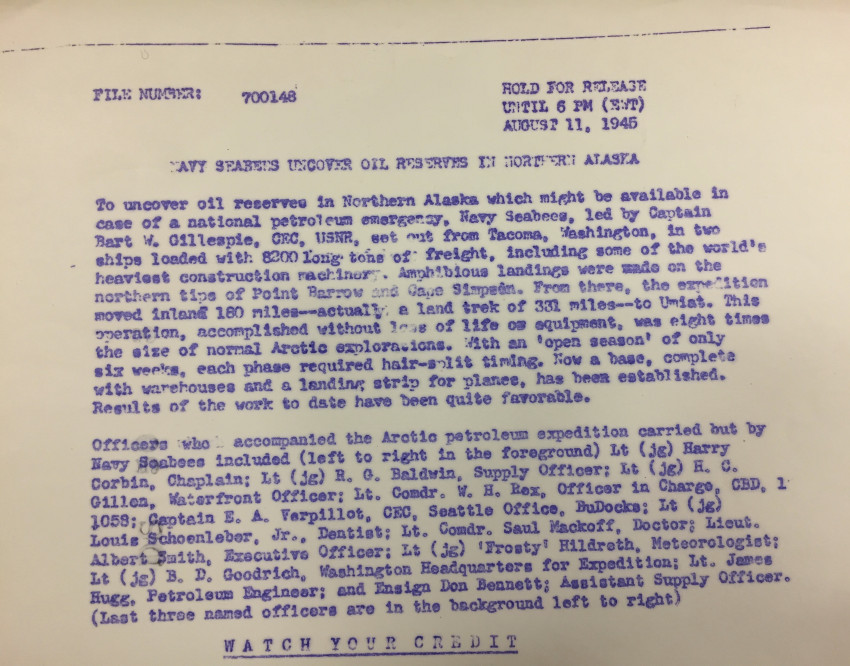 FILE NUMBER: 700148
HOLD FOR RELEASE
UNTIL 6 PM (EWT)
AUGUST 11, 1945
NAVY SEABEES UNCOVER OIL RESERVES IN NORTHERN ALASKA
To uncover oil reserves in Northern Alaska which might be available in
case of a national petroleum emergency, Navy Seabees, led by Captain
Bart W. Gillespie, CEC, USNR, set out from Tacoma, Washington, in two
ships loaded with 8200 long tons of freight, including some of the world's
heaviest construction machinery. Amphibious landings were made on the
northern tips of Point Barrow and Cape Simpson. From there, the expedition
moved inland 180 miles--actually a land trek of 331 miles--to Umiat. This
operation, accomplished without loss of life or equipment, was eight times
the size of normal Arctic explorations. With an 'open season' of only
six weeks, each phase required hair-split timing. Now a base, complete
with warehouses and a landing strip for planes, has been established.
Results of the work to date have been quite favorable.
Officers who accompanied the Arctic petroleum expedition carried but by
Navy Seabees included (left to right in the foreground) Lt (jg) Harry
Corbin, Chaplain; Lt (jg) R. G. Baldwin, Supply Officer; Lt (jg) H. C.
Gillen, Waterfront Officer; Lt. Comdr. W. H. Rex, Officer in Charge, CBD,
1058; Captain E. A. Verpillot, CEC, Seattle Office, BuDocks; Lt (jg)
Louis Schoenleber, Jr., Dentist; Lt. Comdr. Saul Mackoff, Doctor; Lieut.
Albert Smith, Executive Officer; Lt (jg) 'Frosty' Hildreth, Meteorologist;
Lt (jg) B. D. Goodrich, Washington Headquarters for Expedition; Lt. James
Hugg, Petroleum Engineer; and Ensign Don Bennett; Assistant Supply Officer.
(Last three named officers are in the background left to right)
WATCH YOUR CREDIT